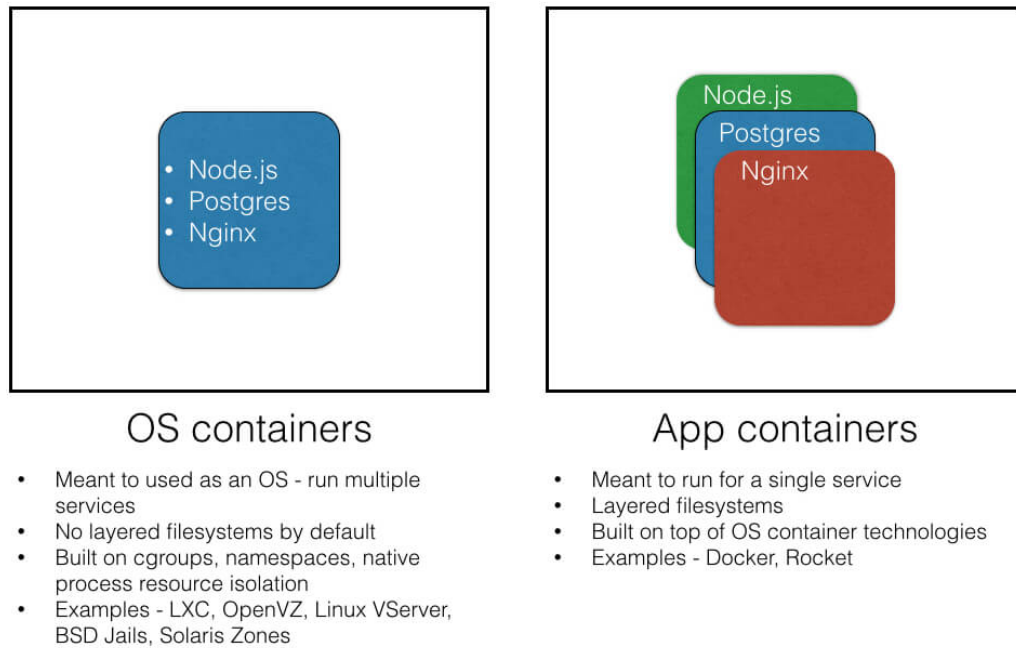 • Node.js
• Postgres
• Nginx
OS containers
• Meant to used as an OS - run multiple
services
• No layered filesystems by default
• Built on cgroups, namespaces, native
process resource isolation
• Examples - LXC, OpenVZ, Linux VServer,
BSD Jails, Solaris Zones
Node.js
Postgres
Nginx
App containers
• Meant to run for a single service
• Layered filesystems
• Built on top of OS container technologies
• Examples - Docker, Rocket